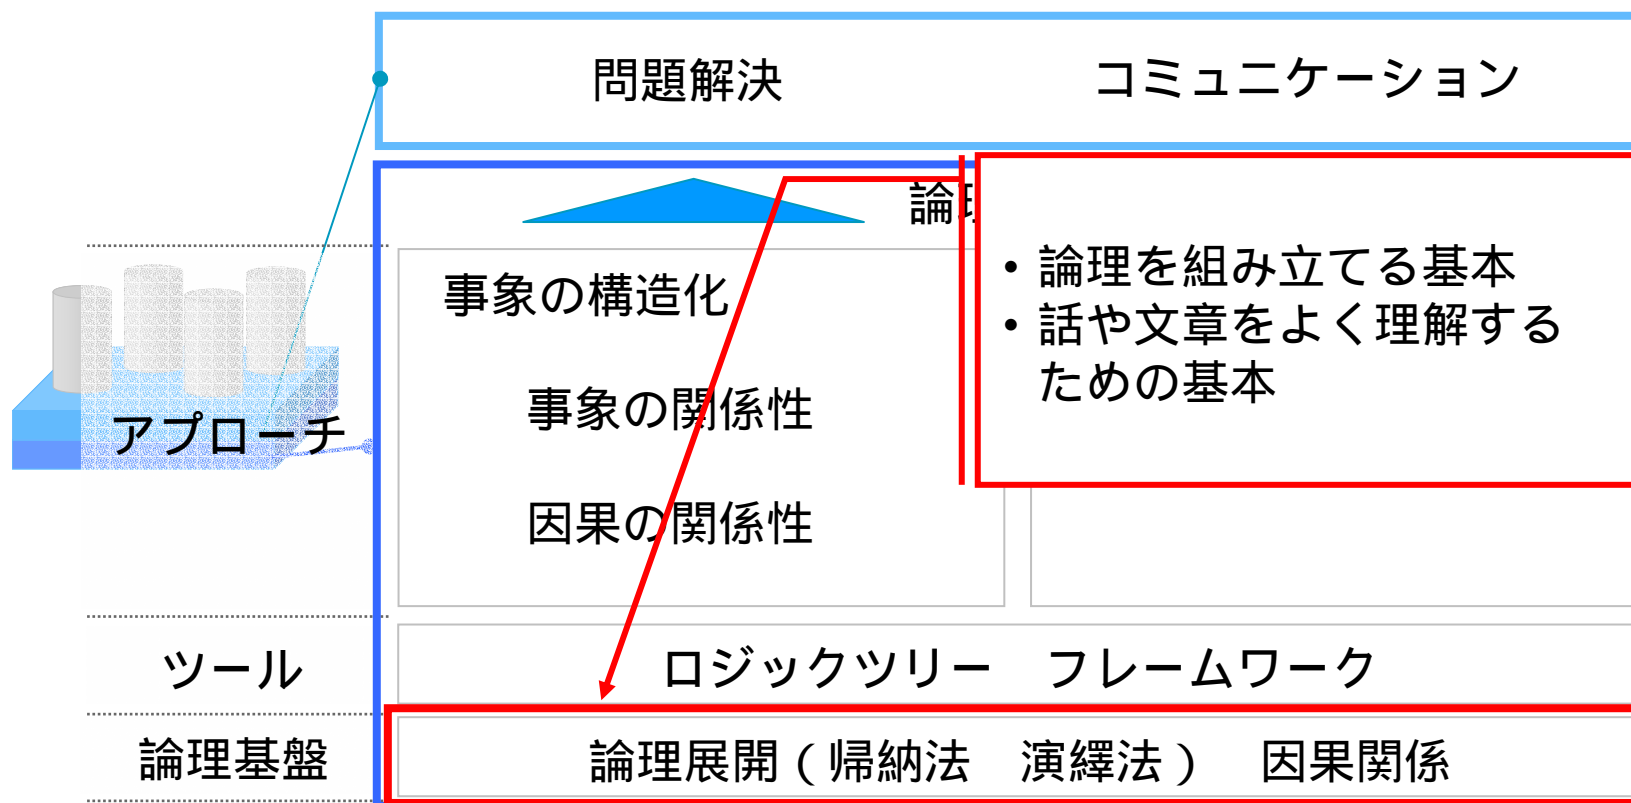 問題解決 コミュニケーション
論
・論理を組み立てる基本
・話や文章をよく理解する
ための基本
事象の構造化
事象の関係性
因果の関係性
アプローチ
ツール
ロジックツリー　フレームワーク
論理基盤
論理展開（帰納法　演繹法）　因果関係